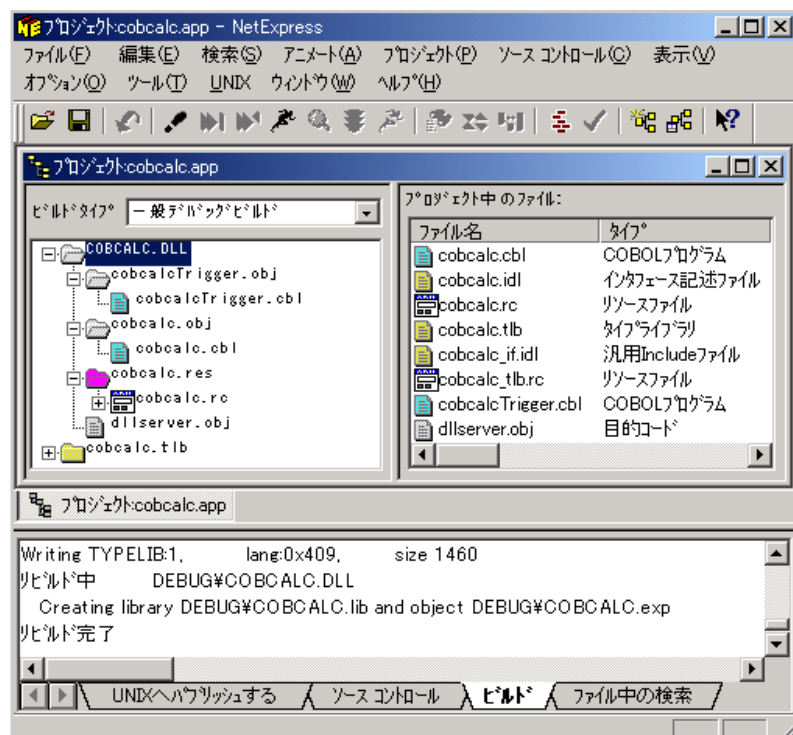 プロジェクト:cobcalc.app - NetExpress
ファイル(F) 編集(E) 検索(S) アニメート(A) プロジェクト(P) ソース コントロール(C) 表示(V)
オプション(O) ツール(T) UNIX ウィンドウ(W) ヘルプ(H)
プロジェクト:cobcalc.app
ビルドタイプ 一般デバッグビルド
COBCALC.DLL
cobcalcTrigger.obj
cobcalcTrigger.cbl
cobcalc.obj
cobcalc.cbl
cobcalc.res
cobcalc.rc
dllserver.obj
cobcalc.tlb
プロジェクト中のファイル:
ファイル名 タイプ
cobcalc.cbl COBOLプログラム
cobcalc.idl インタフェース記述ファイル
cobcalc.rc リソースファイル
cobcalc.tlb タイプライブラリ
cobcalc_if.idl 汎用Includeファイル
cobcalc_tlb.rc リソースファイル
cobcalcTrigger.cbl COBOLプログラム
dllserver.obj 目的コード
プロジェクト:cobcalc.app
Writing TYPELIB:1, lang:0x409, size 1460
リビルド中 DEBUG¥COBCALC.DLL
Creating library DEBUG¥COBCALC.lib and object DEBUG¥COBCALC.exp
リビルド完了
UNIXへパブリッシュする ソース コントロール ビルド ファイル中の検索